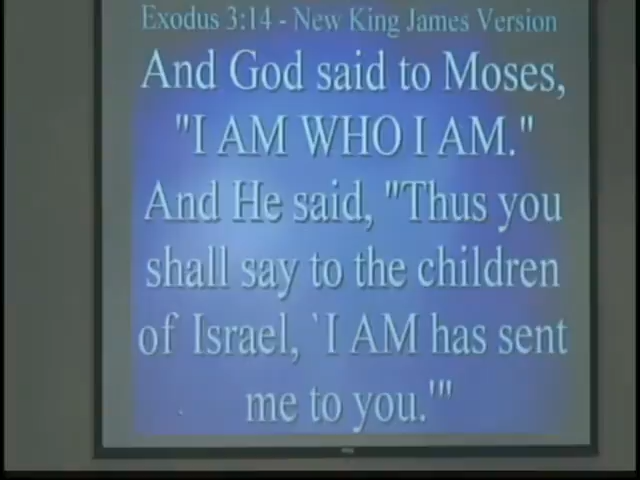 Exodus 3:14 - New King James Version
And God said to Moses,
"I AM WHO I AM."
And He said, "Thus you
shall say to the children
of Israel, `I AM has sent
me to you.'"